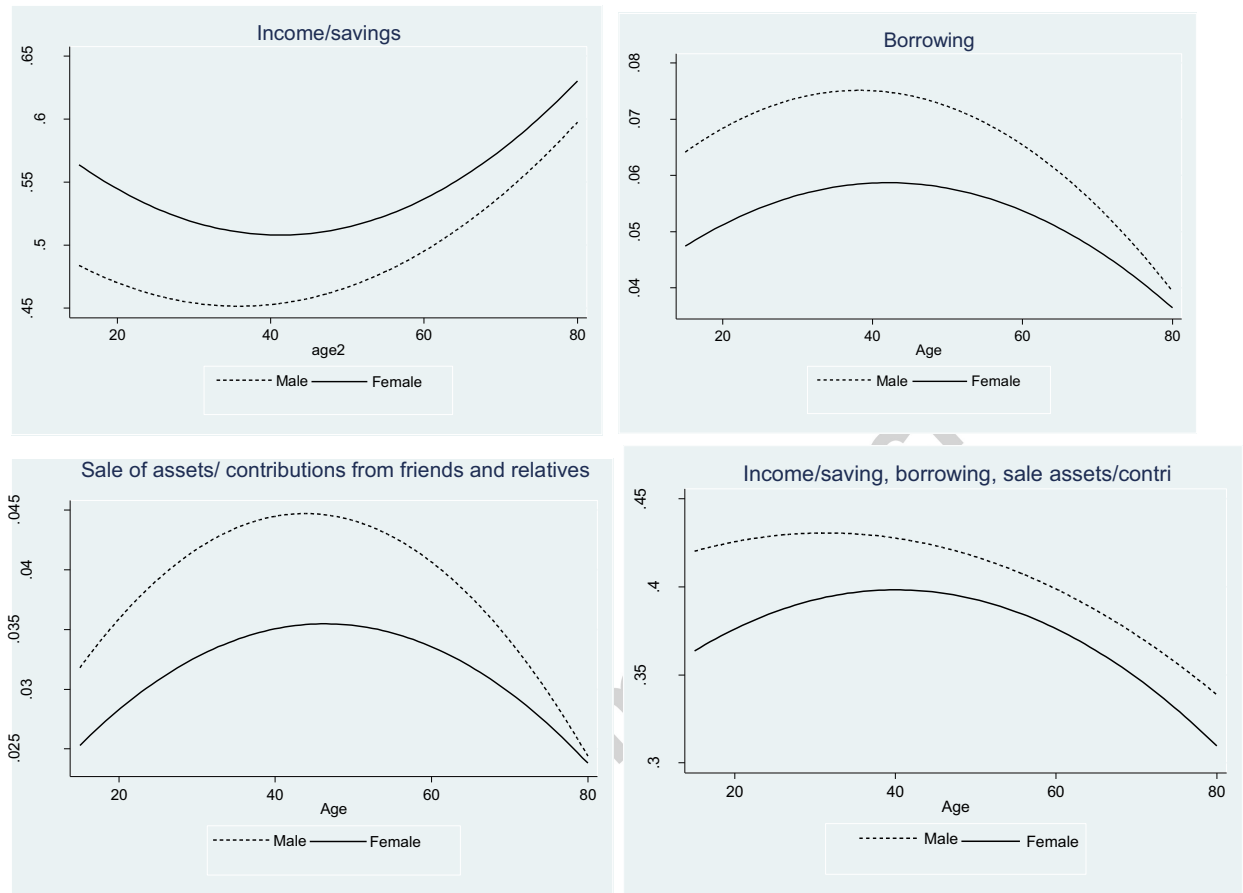 Income/savings
.65
.6
.55
.5
.45
20 40 60 80
age2
Male Female
Borrowing
.08
.07
.06
.05
.04
20 40 60 80
Age
Male Female
Sale of assets/ contributions from friends and relatives
.045
.04
.035
.03
.025
20 40 60 80
Age
Male Female
Income/saving, borrowing, sale assets/contri
.45
.4
.35
.3
20 40 60 80
Age
Male Female